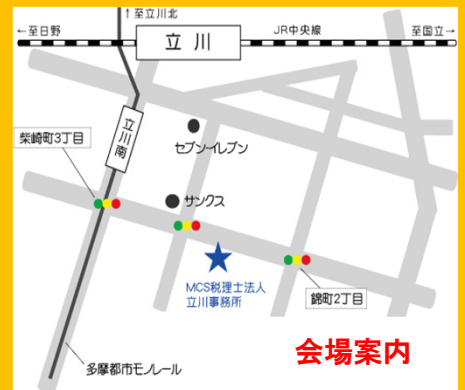 ↑至立川北
←至日野
立川
JR中央線
至国立→
立川南
柴崎町3丁目
セブン-イレブン
サンクス
MCS税理士法人
立川事務所
錦町2丁目
会場案内
多摩都市モノレール